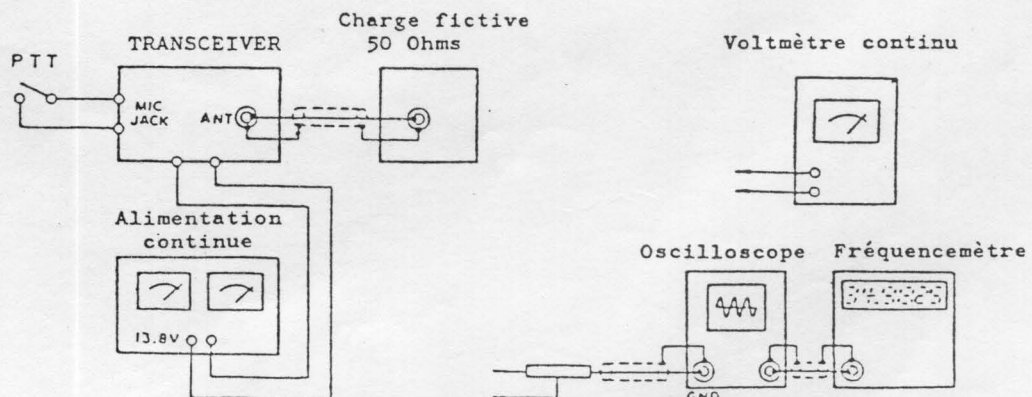 Charge fictive
50 Ohms
TRANSCEIVER
PTT
MIC
JACK
ANT
Voltmètre continu
Alimentation
continue
13.8V
Oscilloscope
Fréquencemètre
GND